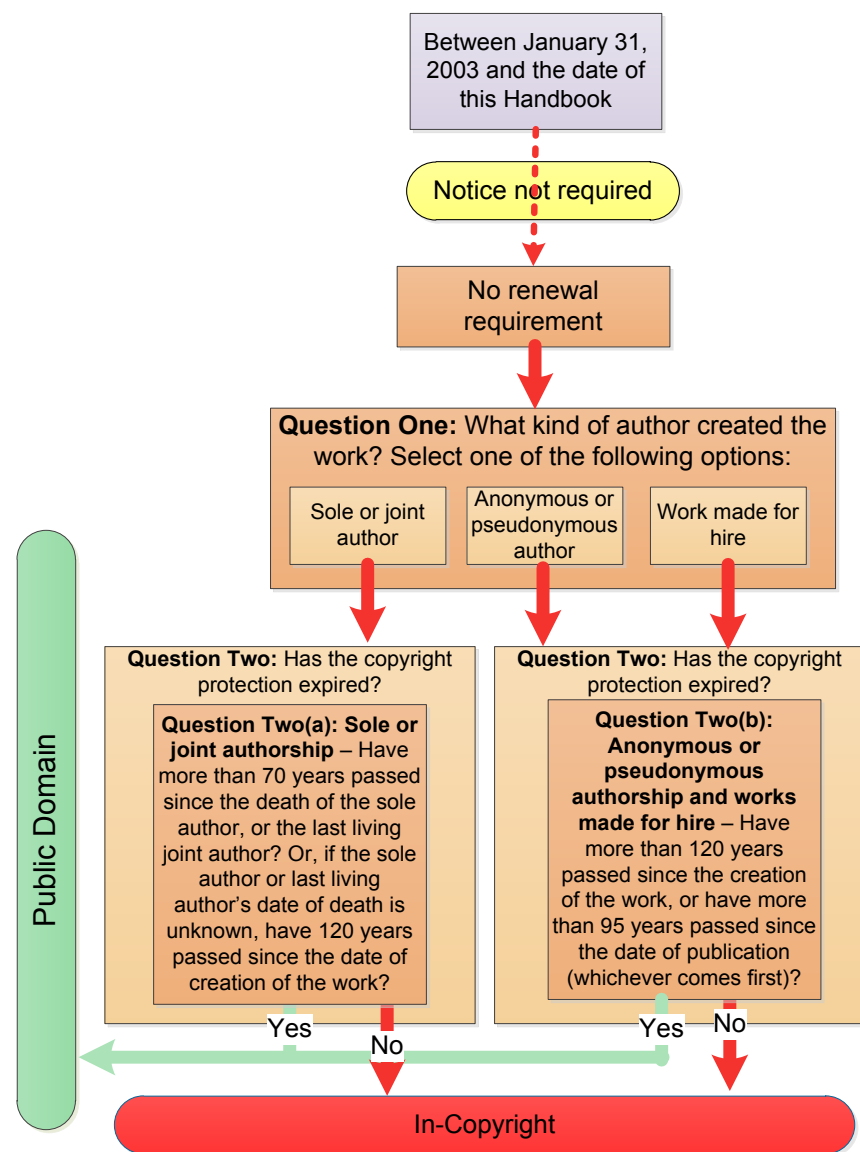 Between January 31,
2003 and the date of
this Handbook
Notice not required
No renewal
requirement
Question One: What kind of author created the
work? Select one of the following options:
Sole or joint
author
Anonymous or
pseudonymous
author
Work made for
hire
Public Domain
Question Two: Has the copyright
protection expired?
Question Two(a): Sole or
joint authorship – Have
more than 70 years passed
since the death of the sole
author, or the last living
joint author? Or, if the sole
author or last living
author's date of death is
unknown, have 120 years
passed since the date of
creation of the work?
Yes
No
Question Two: Has the copyright
protection expired?
Question Two(b):
Anonymous or
pseudonymous
authorship and works
made for hire – Have
more than 120 years
passed since the creation
of the work, or have more
than 95 years passed since
the date of publication
(whichever comes first)?
Yes
No
In-Copyright